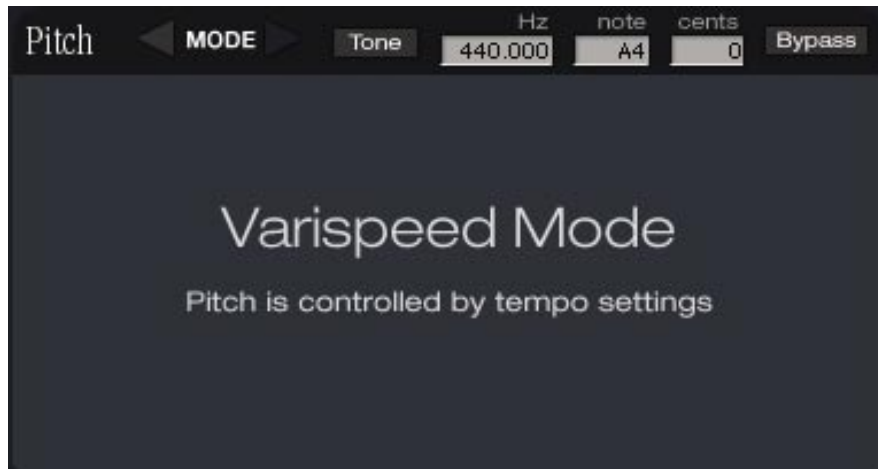 Pitch MODE Tone Hz note cents Bypass
440.000 A4 0
Varispeed Mode
Pitch is controlled by tempo settings